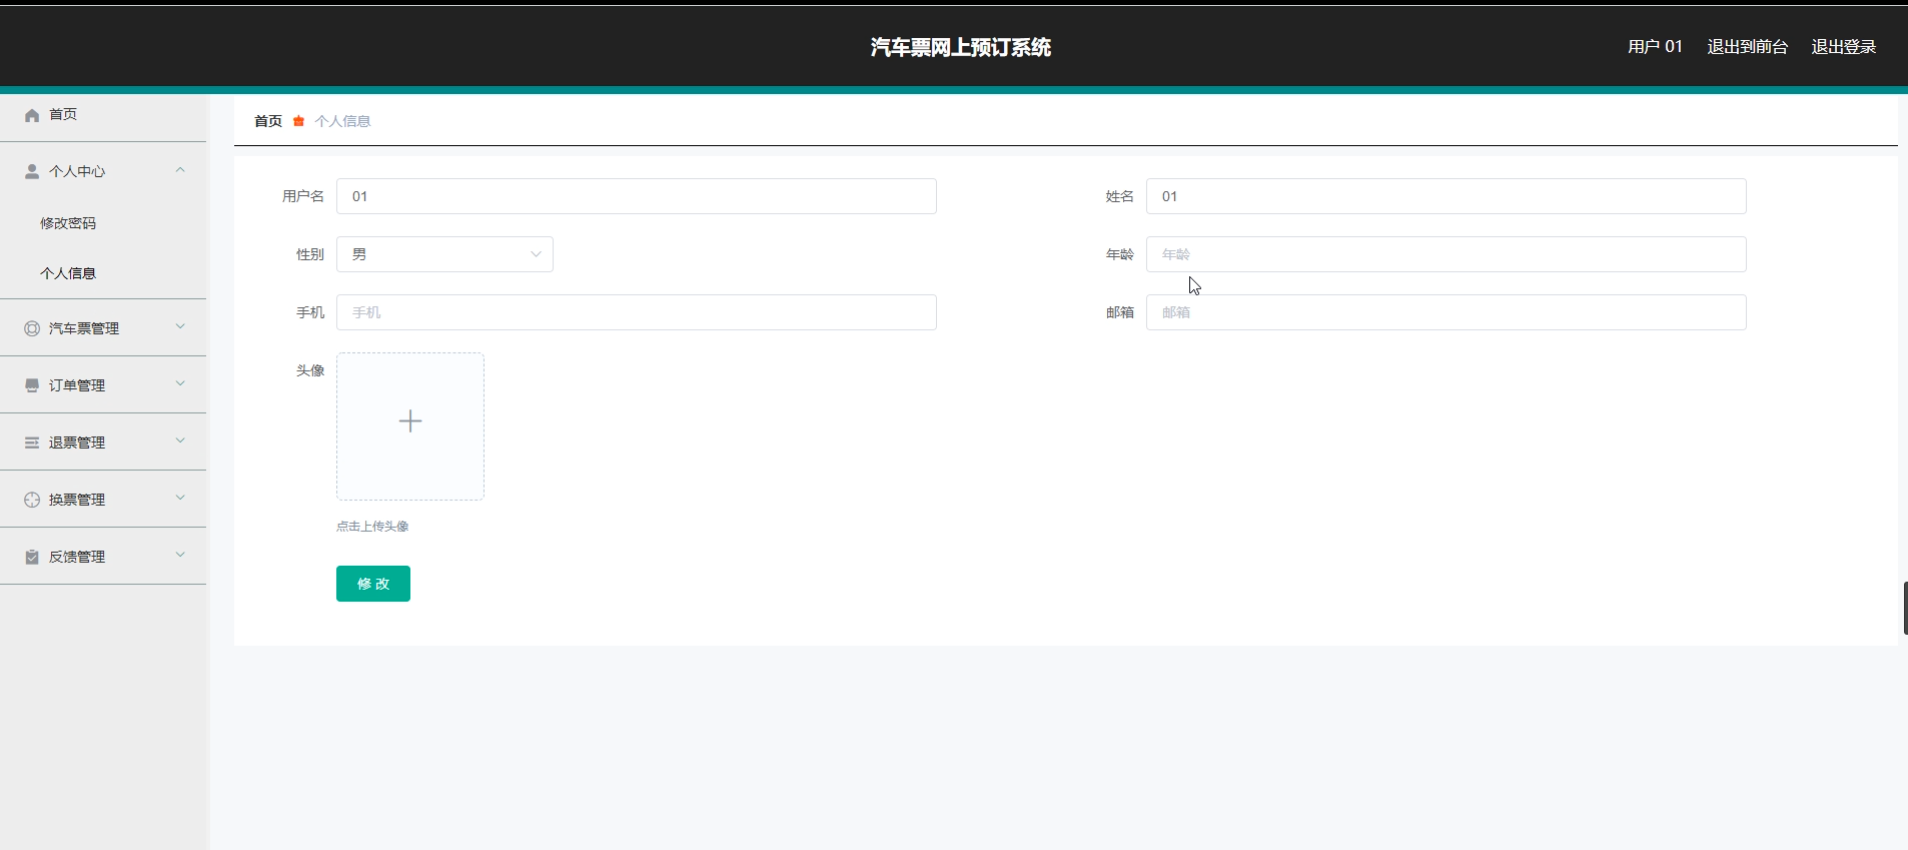 汽车票网上预订系统
用户 01 退出到前台 退出登录
首页
个人中心
修改密码
个人信息
汽车票管理
订单管理
退票管理
换票管理
反馈管理
首页 个人信息
用户名 01
姓名 01
性别 男
年龄 年龄
手机 手机
邮箱 邮箱
头像
点击上传头像
修 改